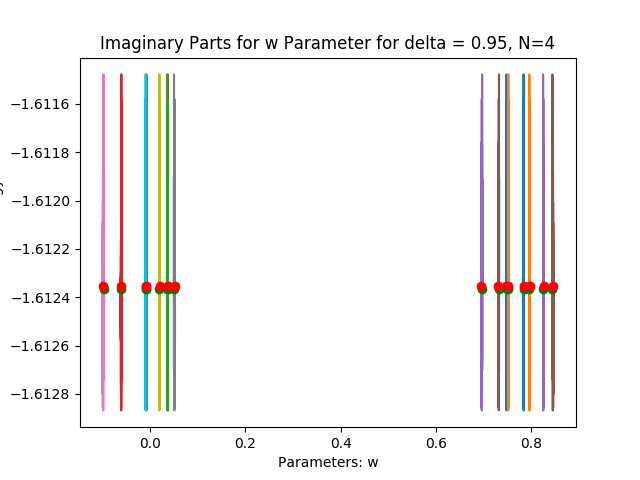 Imaginary Parts for w Parameter for delta = 0.95, N=4
−1.6116
−1.6118
−1.6120
−1.6122
−1.6124
−1.6126
−1.6128
0.0 0.2 0.4 0.6 0.8
Parameters: w